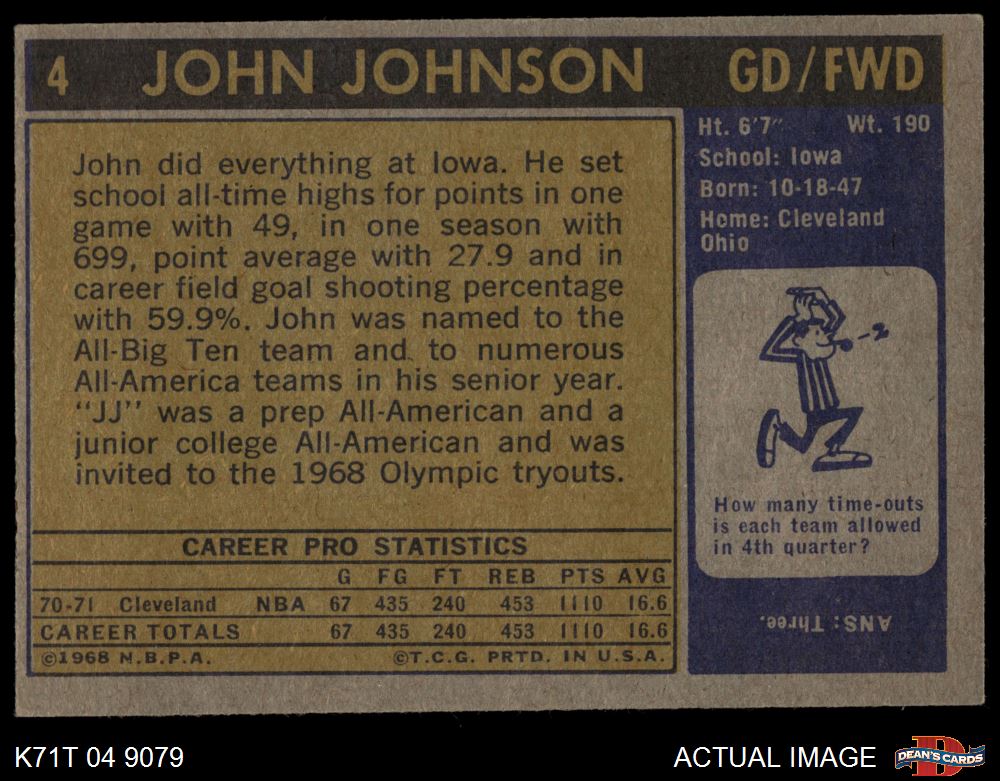 4 JOHN JOHNSON GD/FWD
John did everything at Iowa. He set
school all-time highs for points in one
game with 49, in one season with
699, point average with 27.9 and in
career field goal shooting percentage
with 59.9%. John was named to the
All-Big Ten team and to numerous
All-America teams in his senior year.
"JJ" was a prep All-American and a
junior college All-American and was
invited to the 1968 Olympic tryouts.
CAREER PRO STATISTICS
G FG FT REB PTS AVG
70-71 Cleveland NBA 67 435 240 453 1110 16.6
CAREER TOTALS 67 435 240 453 1110 16.6
©1968 N.B.P.A. ©T.C.G. PRTD. IN U.S.A.
Ht. 6'7" Wt. 190
School: Iowa
Born: 10-18-47
Home: Cleveland
Ohio
How many time-outs
is each team allowed
in 4th quarter?
ANS: Three.
K71T 04 9079 ACTUAL IMAGE
D
DEAN'S CARDS